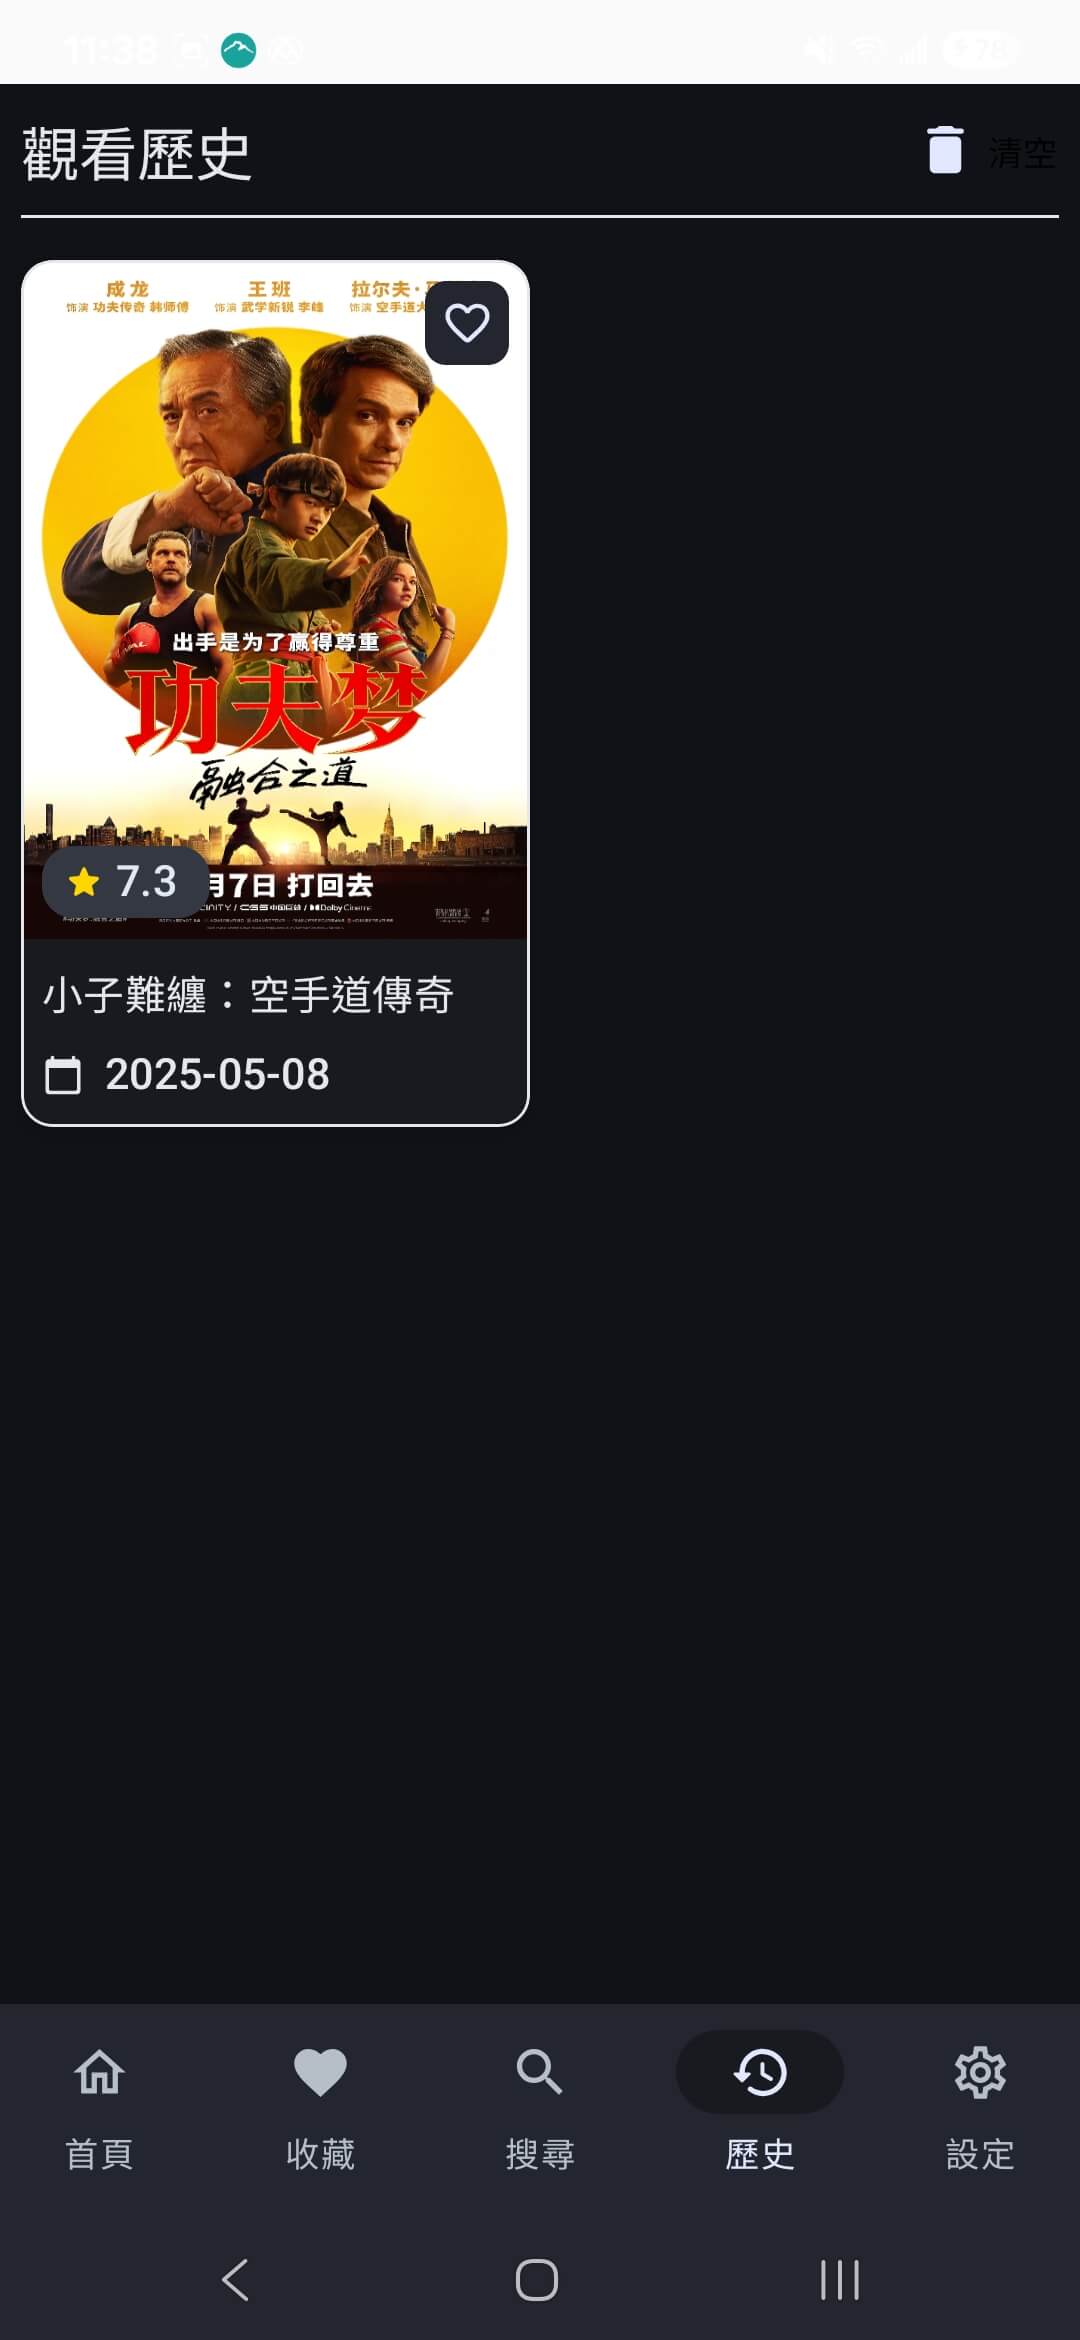 11:38
觀看歷史
清空
成龙 王班 拉尔夫·
饰演 功夫传奇 韩师傅 饰演 武学新锐 李峰 饰演 空手道
出手是为了赢得尊重
功夫梦
融合之道
7.3 月7日 打回去
小子難纏：空手道傳奇
2025-05-08
首頁 收藏 搜尋 歷史 設定